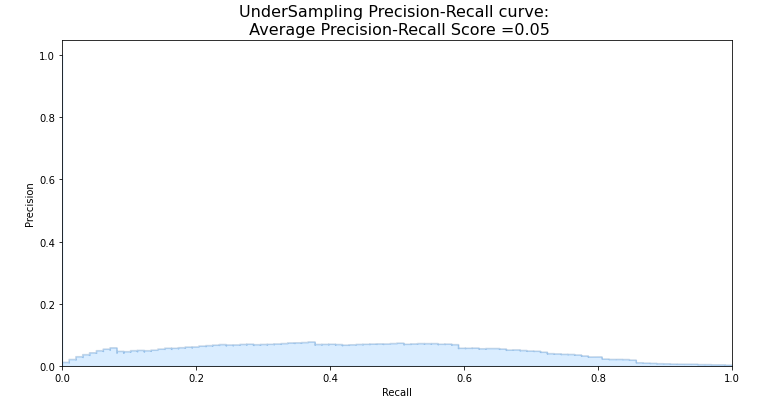 UnderSampling Precision-Recall curve:
Average Precision-Recall Score =0.05
1.0
0.8
0.6
0.4
0.2
0.0
Precision
0.0 0.2 0.4 0.6 0.8 1.0
Recall